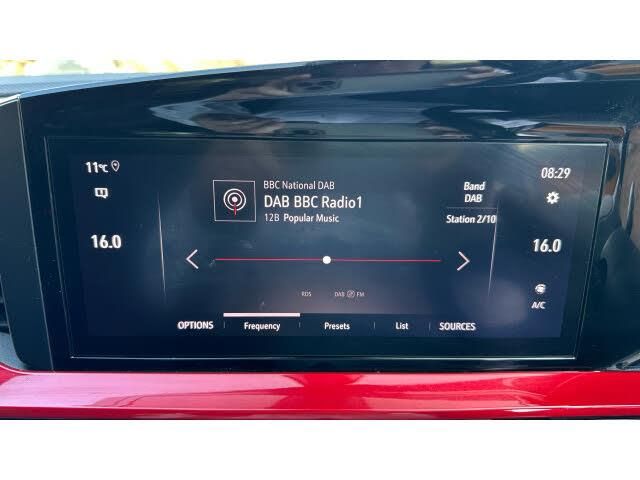 11°C
BBC National DAB
DAB BBC Radio1
12B Popular Music
Band
DAB
Station 2/10
08:29
16.0
16.0
RDS
DAB FM
A/C
OPTIONS
Frequency
Presets
List
SOURCES